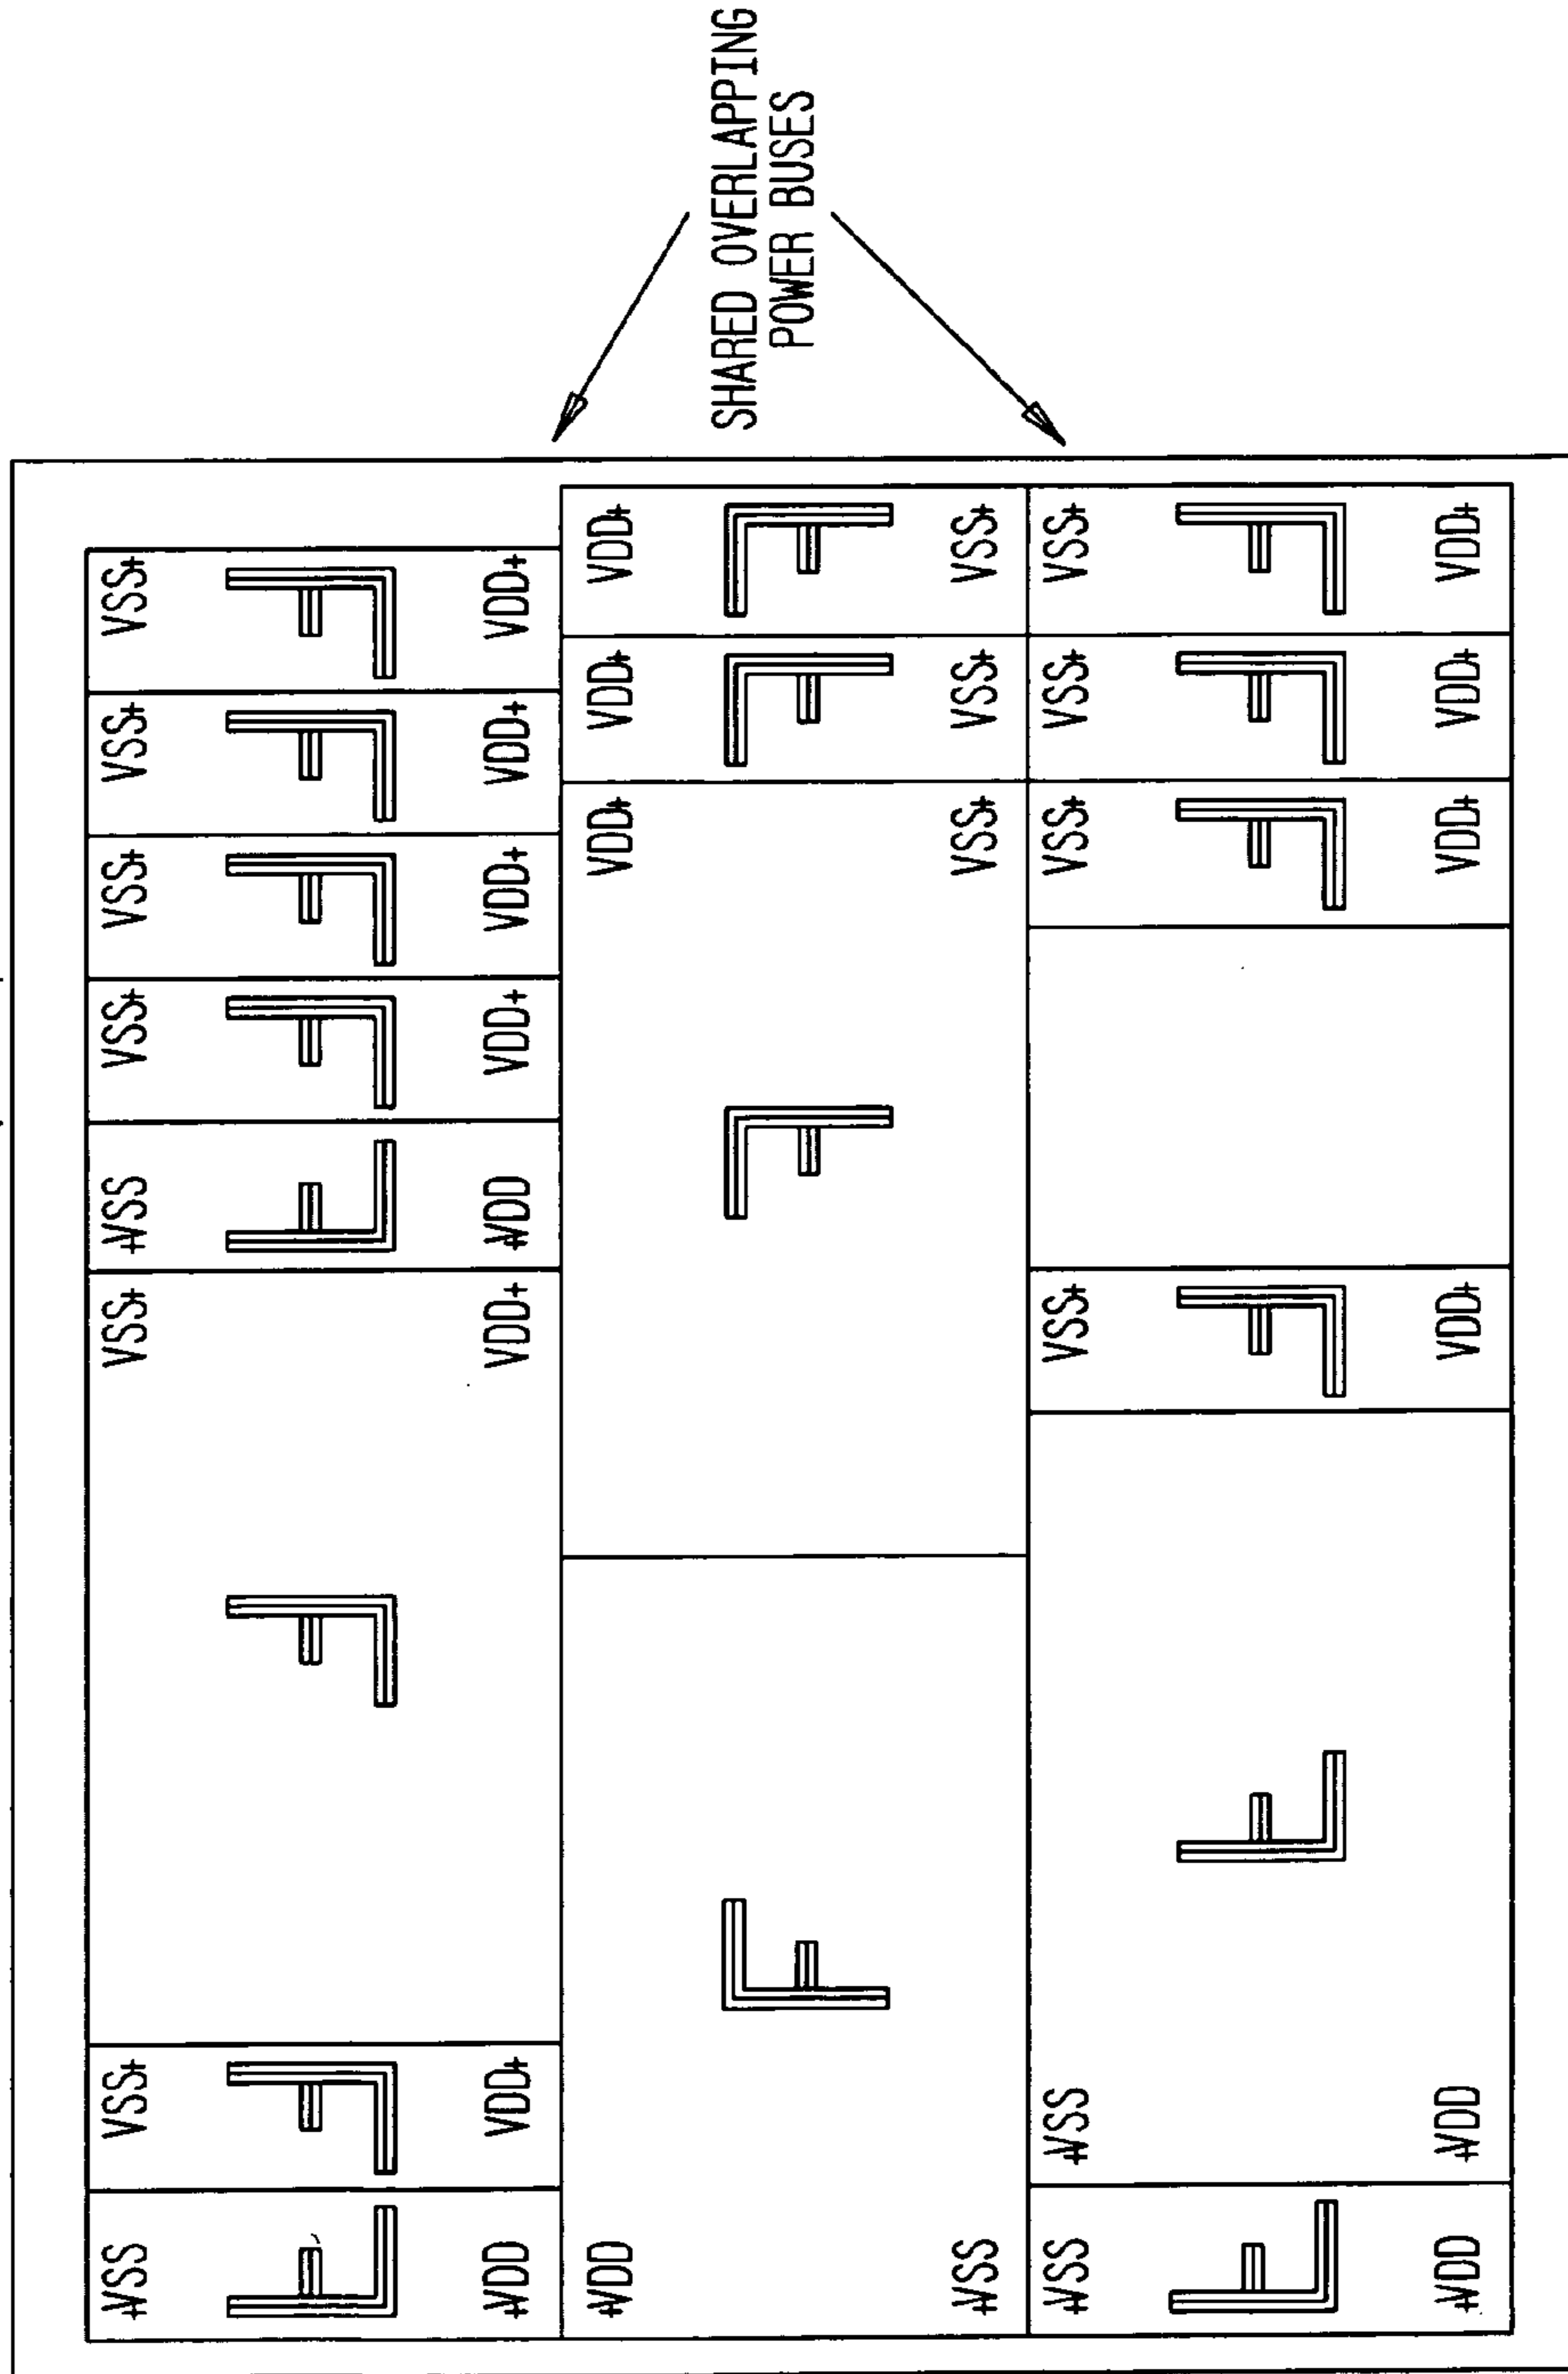 +VSS VSS+ VSS+ +VSS VSS+ VSS+ VSS+ VSS+
+VDD VDD+ VDD+ +VDD VDD+ VDD+ VDD+ VDD+
+VDD VDD+ VDD+ VDD+
SHARED OVERLAPPING
POWER BUSES
+VSS VSS+ VSS+ VSS+
+VSS +VSS VSS+ VSS+ VSS+ VSS+
+VDD +VDD VDD+ VDD+ VDD+ VDD+